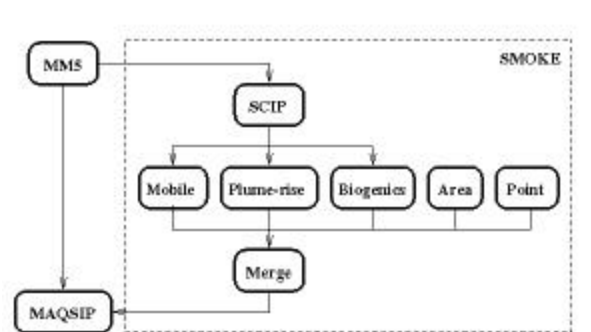 MM5
SMOKE
SCIP
Mobile
Plume-rise
Biogenics
Area
Point
Merge
MAQSIP